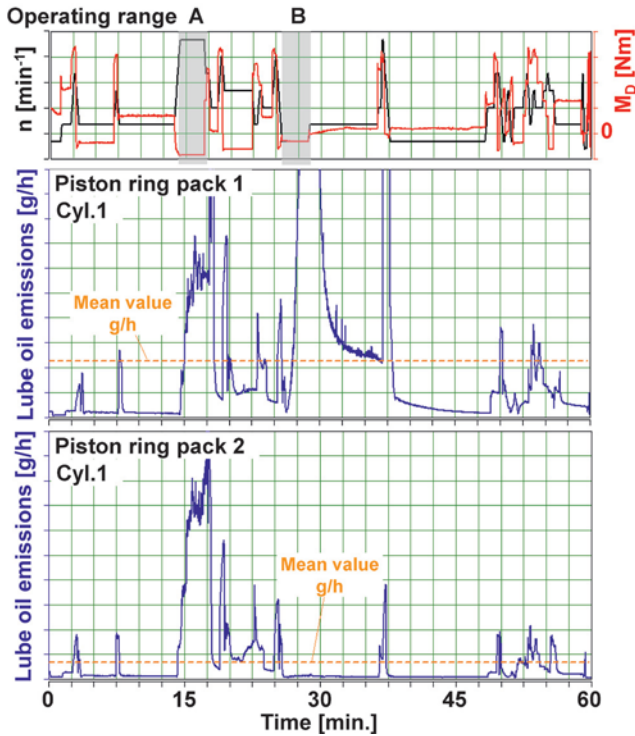 Operating range A B
n [min⁻¹]
M_D [Nm]
0
Piston ring pack 1
Cyl.1
Lube oil emissions [g/h]
Mean value
g/h
Piston ring pack 2
Cyl.1
Lube oil emissions [g/h]
Mean value
g/h
0 15 30 45 60
Time [min.]